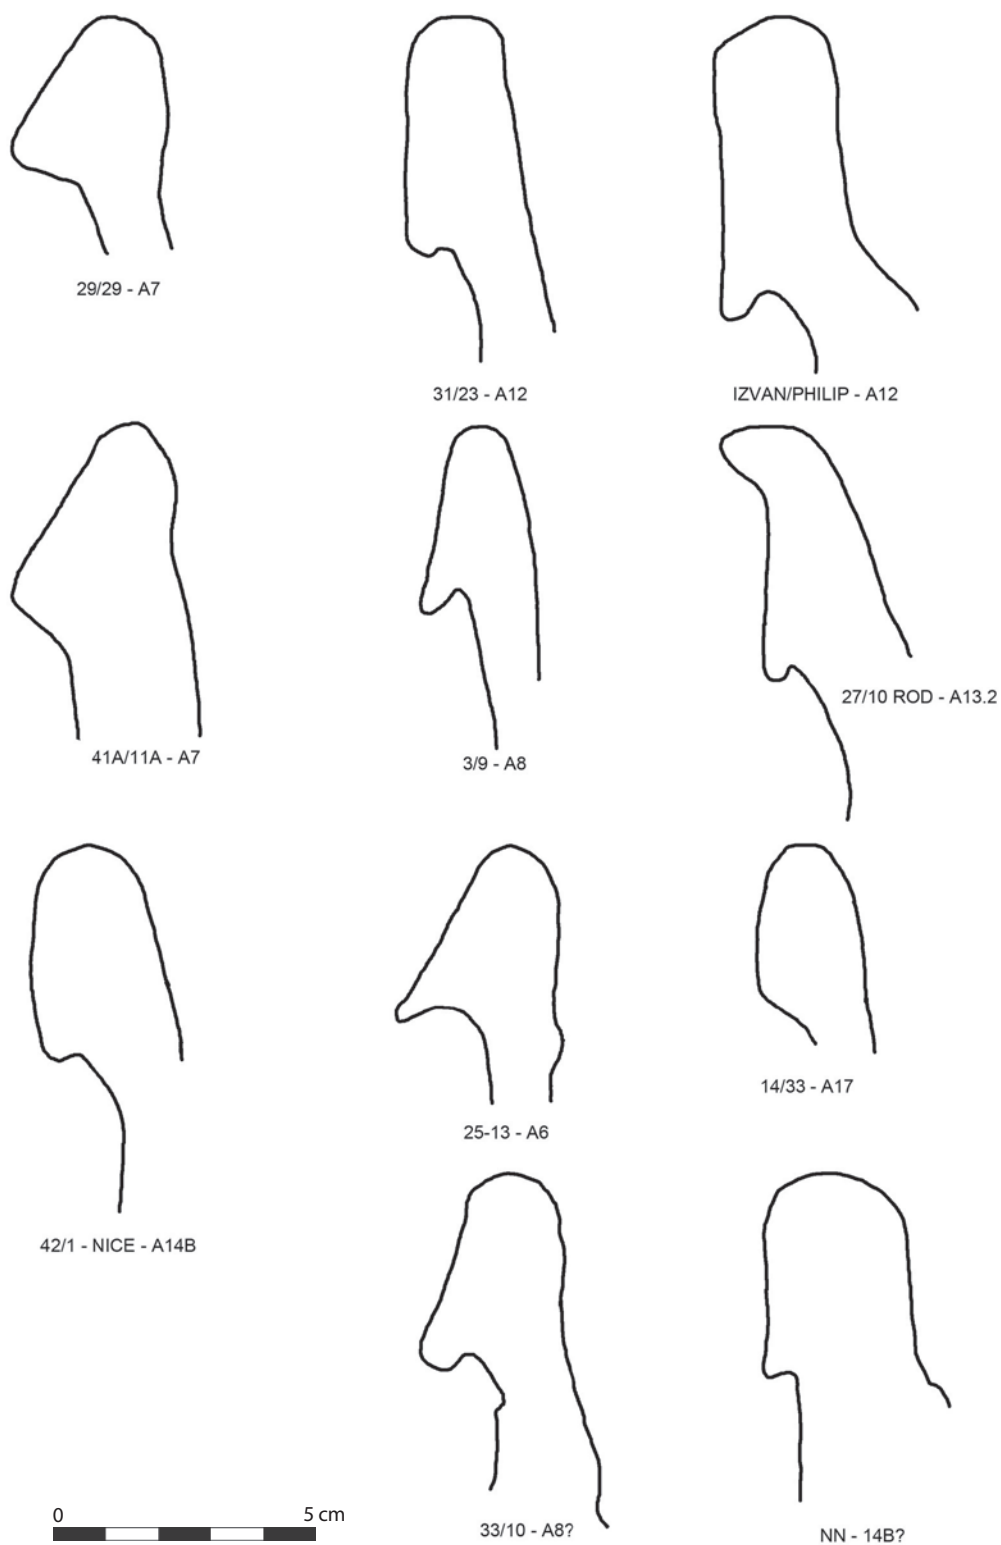 29/29 - A7
31/23 - A12
IZVAN/PHILIP - A12
41A/11A - A7
3/9 - A8
27/10 ROD - A13.2
42/1 - NICE - A14B
25-13 - A6
14/33 - A17
33/10 - A8?
NN - 14B?
0 5 cm